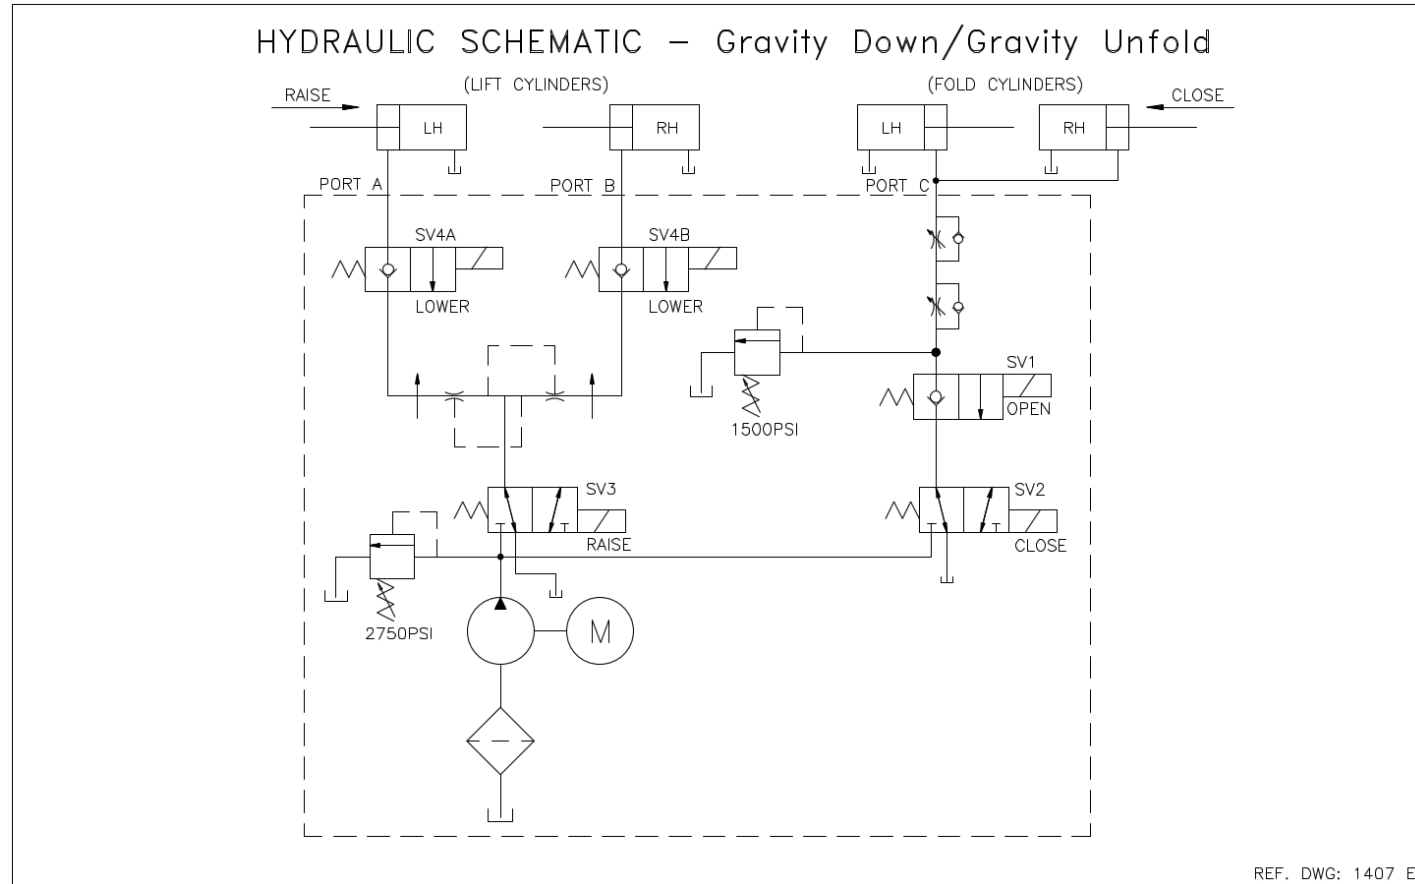 HYDRAULIC SCHEMATIC - Gravity Down/Gravity Unfold
(LIFT CYLINDERS)
(FOLD CYLINDERS)
RAISE
CLOSE
LH
RH
LH
RH
PORT A
PORT B
PORT C
SV4A
SV4B
LOWER
LOWER
SV1
OPEN
1500PSI
SV3
SV2
RAISE
CLOSE
2750PSI
M
REF. DWG: 1407 E